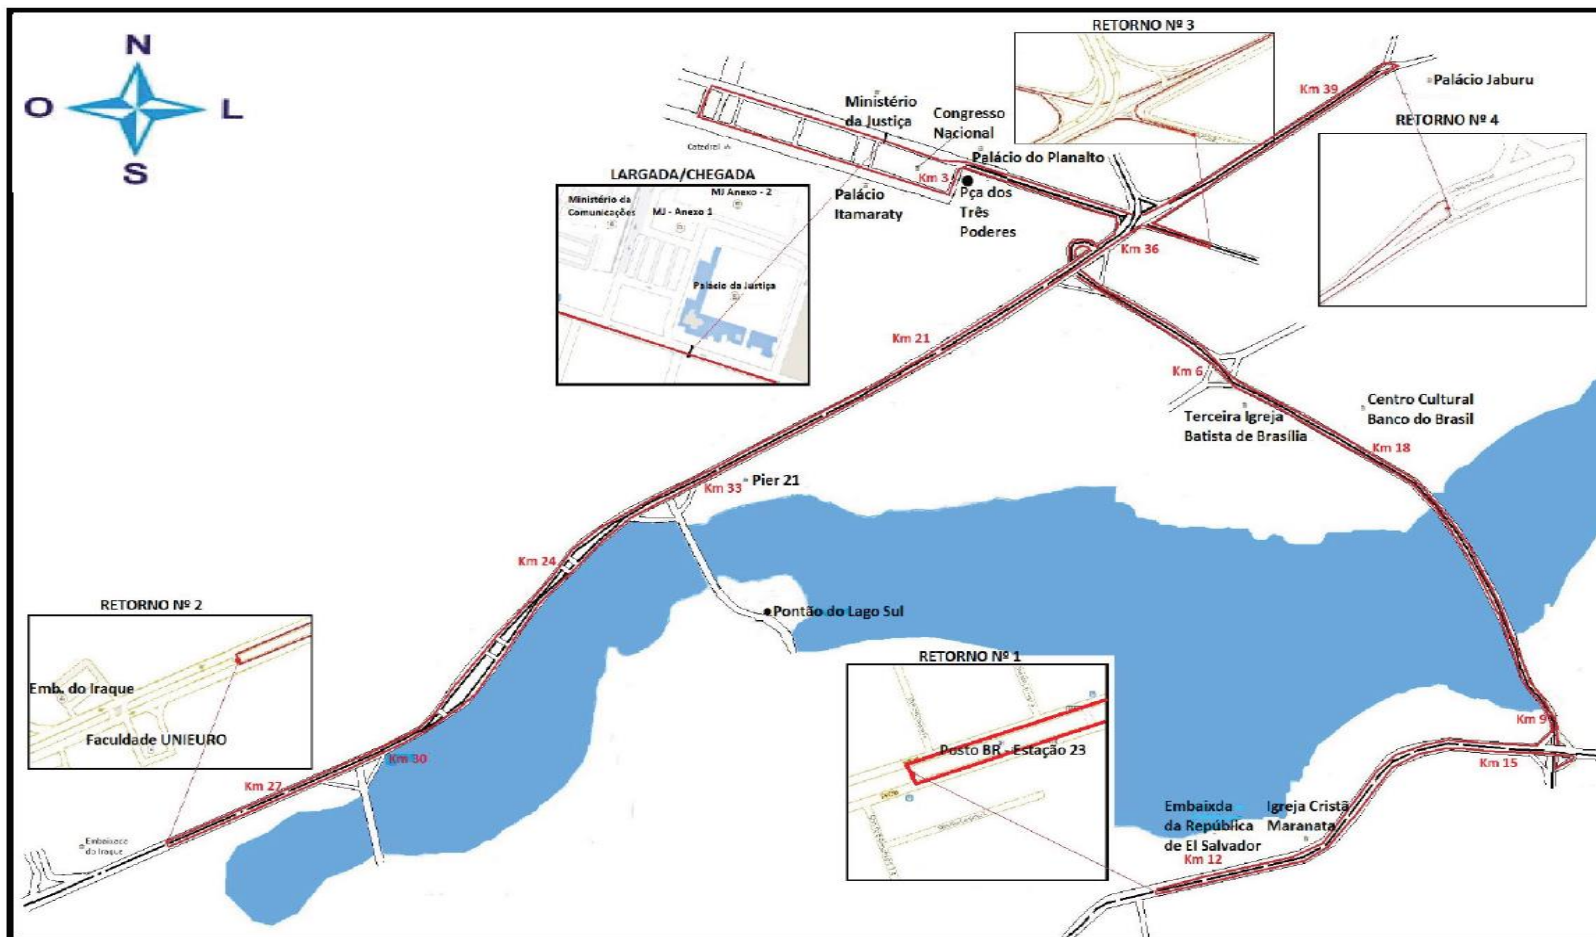 N
O
L
S
RETORNO Nº 3
Km 39
Palácio Jaburu
RETORNO Nº 4
Ministério
da Justiça
Congresso
Nacional
Catedral
Palácio do Planalto
Km 3
Palácio
Itamaraty
Pça dos
Três
Poderes
LARGADA/CHEGADA
Ministério da
Comunicações
MJ Anexo - 2
MJ - Anexo 1
Palácio da Justiça
Km 36
Km 21
Km 6
Terceira Igreja
Batista de Brasília
Centro Cultural
Banco do Brasil
Km 18
Km 33
Pier 21
Km 24
Pontão do Lago Sul
RETORNO Nº 2
Emb. do Iraque
Faculdade UNIEURO
RETORNO Nº 1
Posto BR - Estação 23
Km 9
Km 15
Km 30
Km 27
Embaixada
do Iraque
Embaixda
da República
de El Salvador
Igreja Cristã
Maranata
Km 12